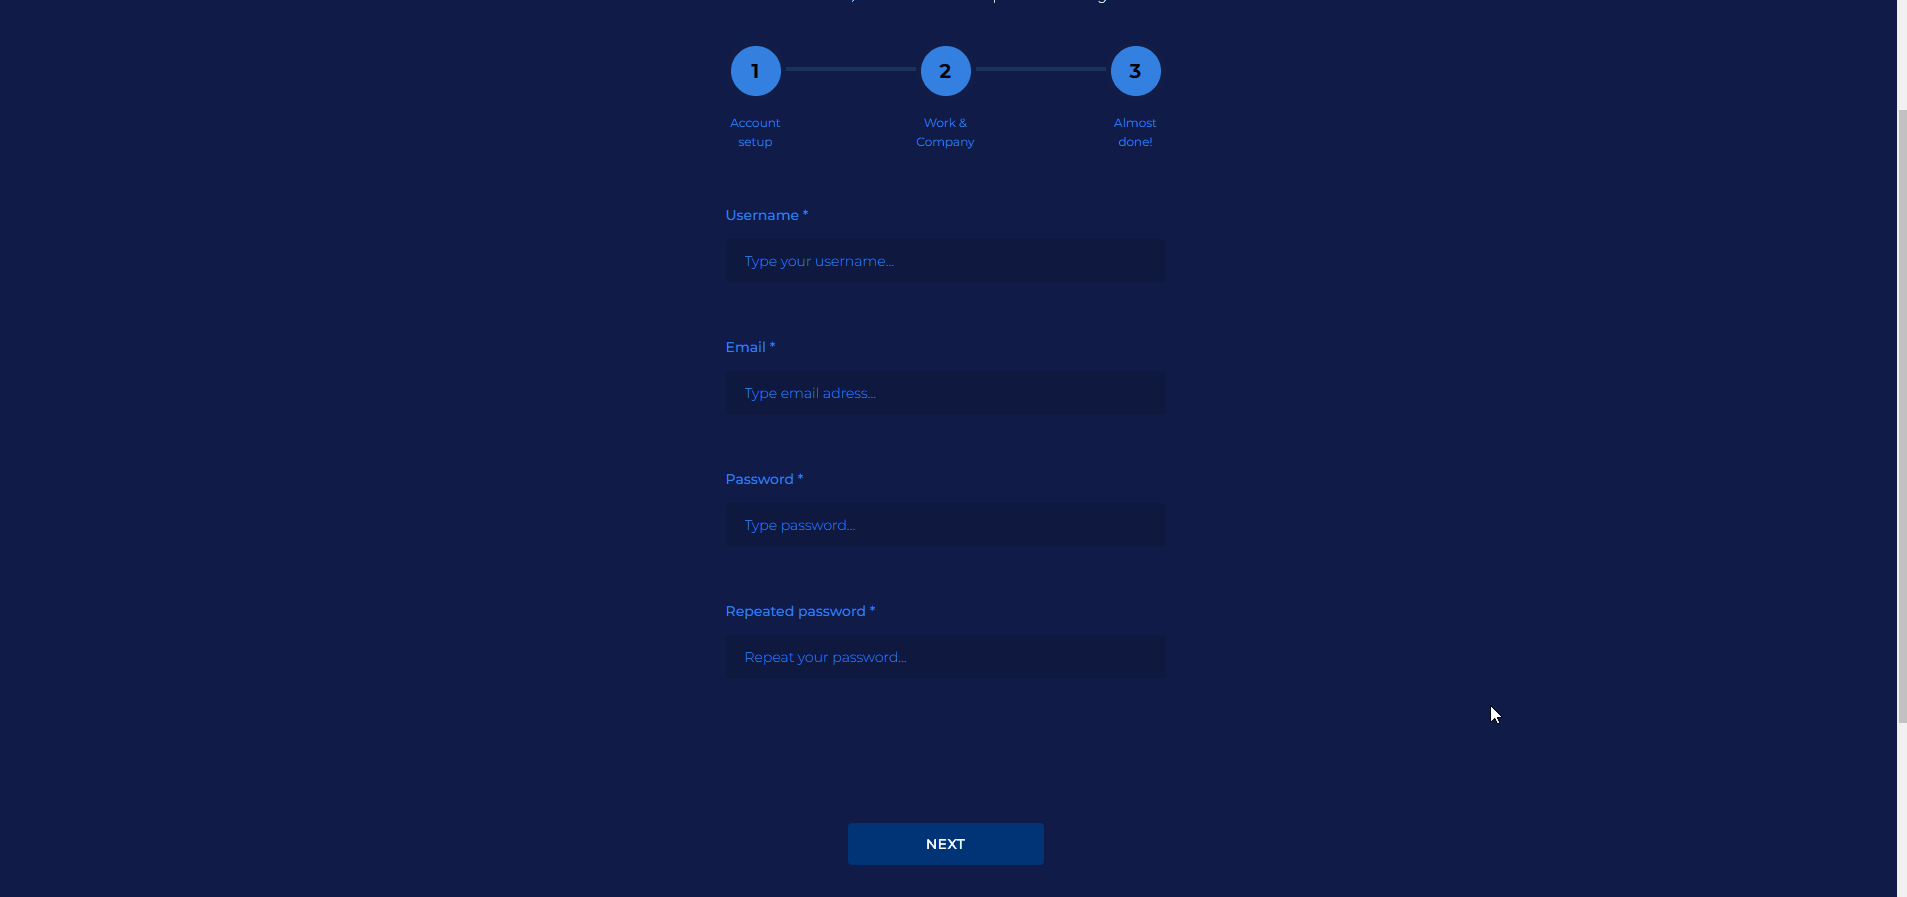 1
2
3
Account
setup
Work &
Company
Almost
done!
Username *
Type your username...
Email *
Type email adress...
Password *
Type password...
Repeated password *
Repeat your password...
NEXT